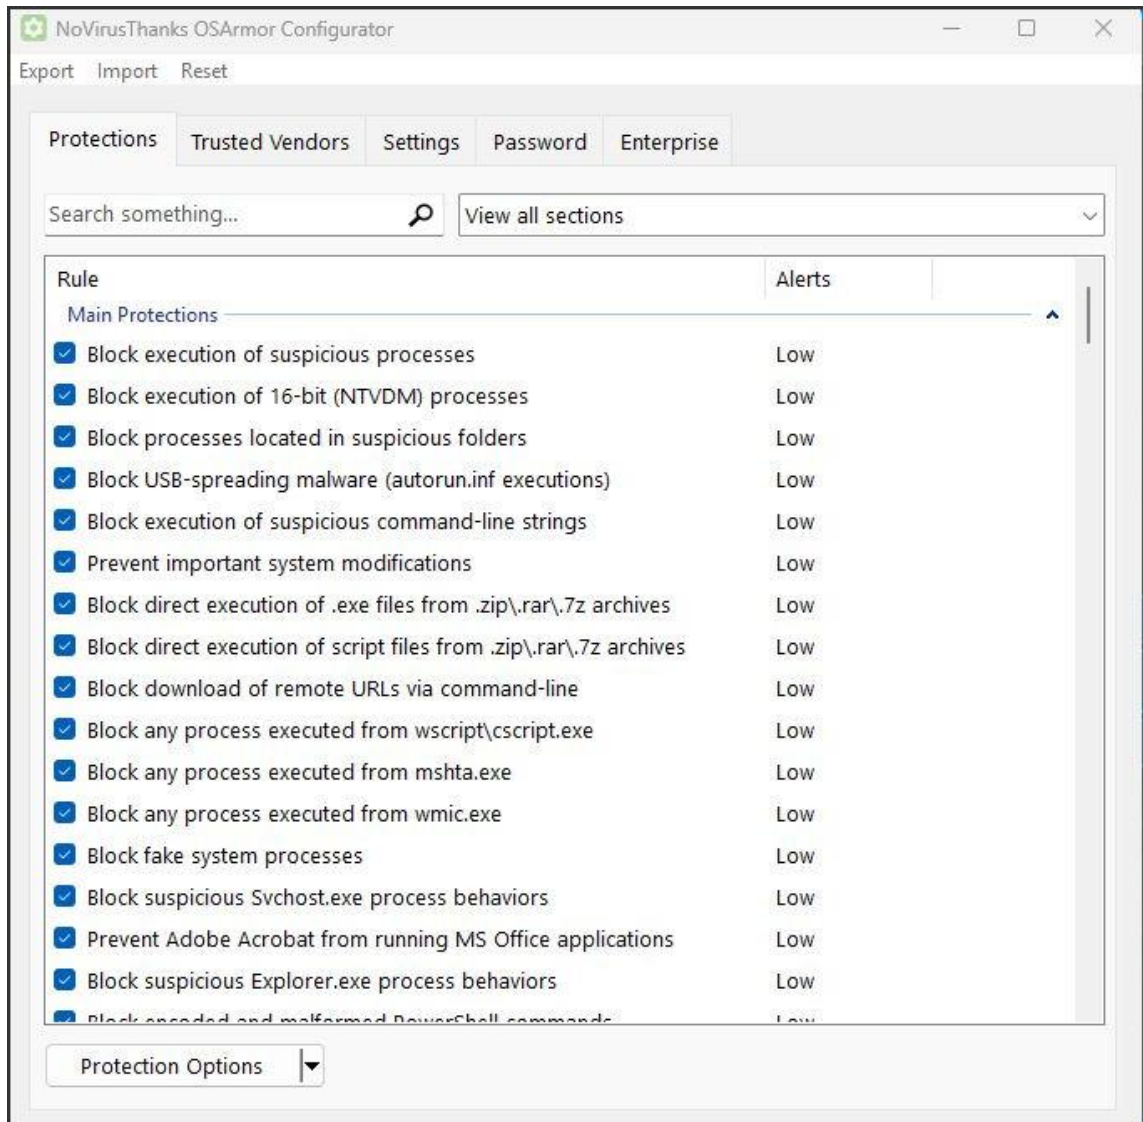 NoVirusThanks OSArmor Configurator
Export Import Reset
Protections Trusted Vendors Settings Password Enterprise
Search something... View all sections
Rule Alerts
Main Protections
Block execution of suspicious processes Low
Block execution of 16-bit (NTVDM) processes Low
Block processes located in suspicious folders Low
Block USB-spreading malware (autorun.inf executions) Low
Block execution of suspicious command-line strings Low
Prevent important system modifications Low
Block direct execution of .exe files from .zip\.rar\.7z archives Low
Block direct execution of script files from .zip\.rar\.7z archives Low
Block download of remote URLs via command-line Low
Block any process executed from wscript\cscript.exe Low
Block any process executed from mshta.exe Low
Block any process executed from wmic.exe Low
Block fake system processes Low
Block suspicious Svchost.exe process behaviors Low
Prevent Adobe Acrobat from running MS Office applications Low
Block suspicious Explorer.exe process behaviors Low
Block encoded and malformed PowerShell commands Low
Protection Options